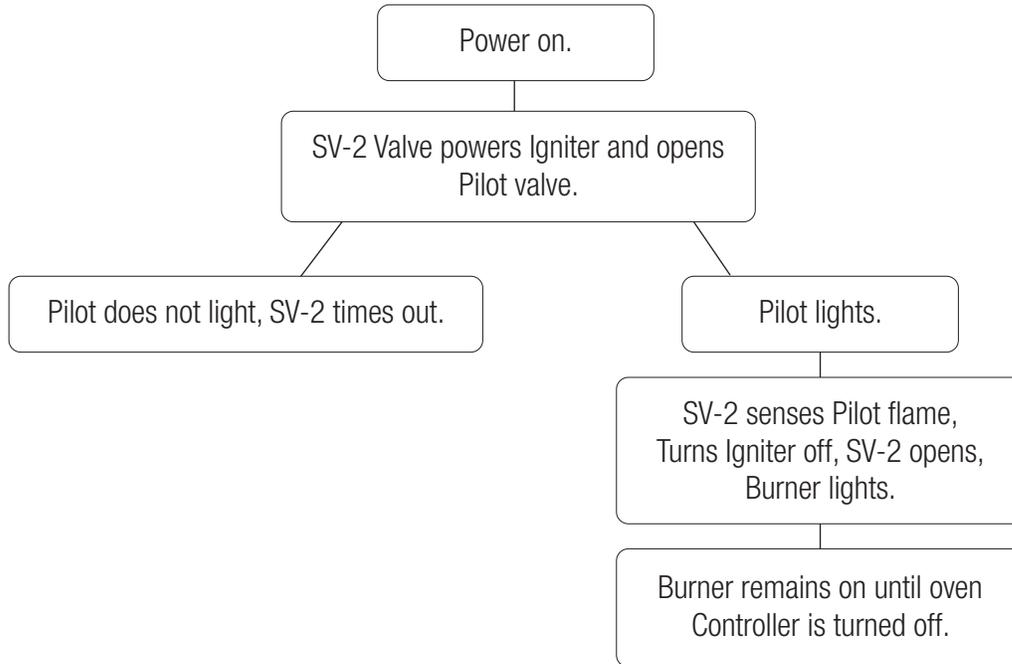 Power on.
SV-2 Valve powers Igniter and opens
Pilot valve.
Pilot does not light, SV-2 times out.
Pilot lights.
SV-2 senses Pilot flame,
Turns Igniter off, SV-2 opens,
Burner lights.
Burner remains on until oven
Controller is turned off.